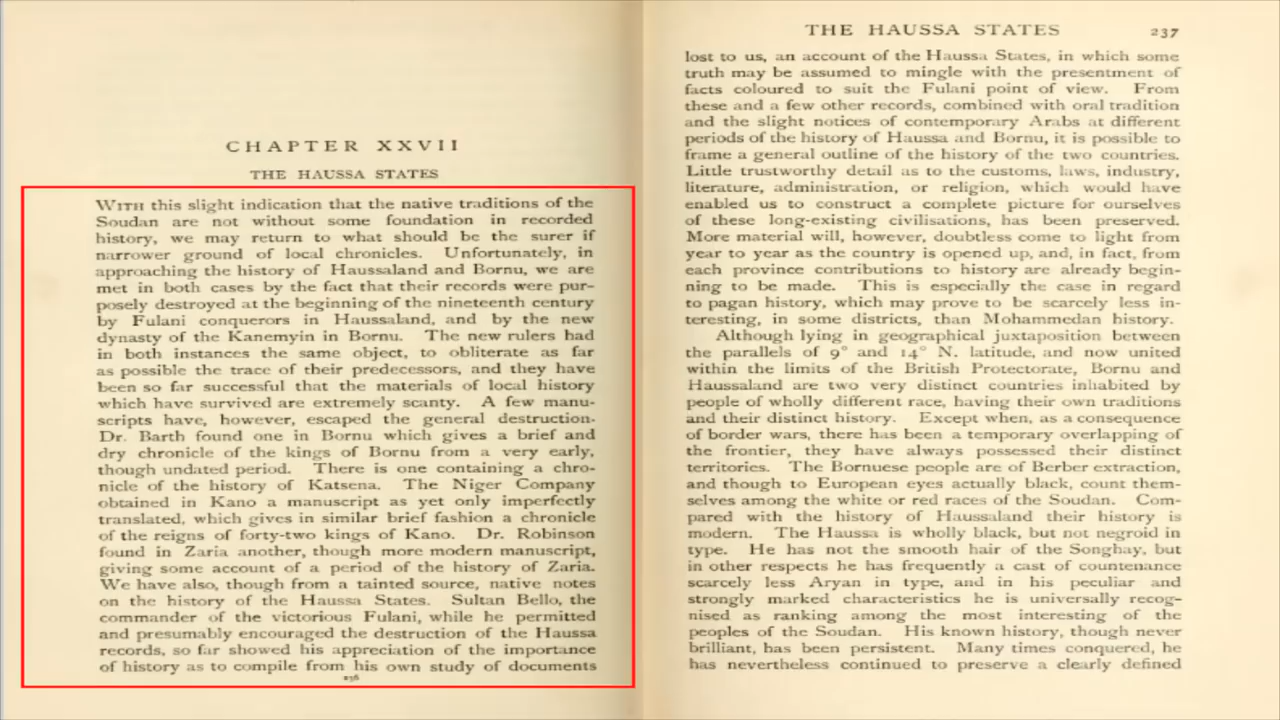 CHAPTER XXVII
THE HAUSSA STATES
WITH this slight indication that the native traditions of the
Soudan are not without some foundation in recorded
history, we may return to what should be the surer if
narrower ground of local chronicles. Unfortunately, in
approaching the history of Haussaland and Bornu, we are
met in both cases by the fact that their records were pur-
posely destroyed at the beginning of the nineteenth century
by Fulani conquerors in Haussaland, and by the new
dynasty of the Kanemyin in Bornu. The new rulers had
in both instances the same object, to obliterate as far
as possible the trace of their predecessors, and they have
been so far successful that the materials of local history
which have survived are extremely scanty. A few manu-
scripts have, however, escaped the general destruction.
Dr. Barth found one in Bornu which gives a brief and
dry chronicle of the kings of Bornu from a very early,
though undated period. There is one containing a chro-
nicle of the history of Katsena. The Niger Company
obtained in Kano a manuscript as yet only imperfectly
translated, which gives in similar brief fashion a chronicle
of the reigns of forty-two kings of Kano. Dr. Robinson
found in Zaria another, though more modern manuscript,
giving some account of a period of the history of Zaria.
We have also, though from a tainted source, native notes
on the history of the Haussa States. Sultan Bello, the
commander of the victorious Fulani, while he permitted
and presumably encouraged the destruction of the Haussa
records, so far showed his appreciation of the importance
of history as to compile from his own study of documents
236
THE HAUSSA STATES 237
lost to us, an account of the Haussa States, in which some
truth may be assumed to mingle with the presentment of
facts coloured to suit the Fulani point of view. From
these and a few other records, combined with oral tradition
and the slight notices of contemporary Arabs at different
periods of the history of Haussa and Bornu, it is possible to
frame a general outline of the history of the two countries.
Little trustworthy detail as to the customs, laws, industry,
literature, administration, or religion, which would have
enabled us to construct a complete picture for ourselves
of these long-existing civilisations, has been preserved.
More material will, however, doubtless come to light from
year to year as the country is opened up, and, in fact, from
each province contributions to history are already begin-
ning to be made. This is especially the case in regard
to pagan history, which may prove to be scarcely less in-
teresting, in some districts, than Mohammedan history.
Although lying in geographical juxtaposition between
the parallels of 9° and 14° N. latitude, and now united
within the limits of the British Protectorate, Bornu and
Haussaland are two very distinct countries inhabited by
people of wholly different race, having their own traditions
and their distinct history. Except when, as a consequence
of border wars, there has been a temporary overlapping of
the frontier, they have always possessed their distinct
territories. The Bornuese people are of Berber extraction,
and though to European eyes actually black, count them-
selves among the white or red races of the Soudan. Com-
pared with the history of Haussaland their history is
modern. The Haussa is wholly black, but not negroid in
type. He has not the smooth hair of the Songhay, but
in other respects he has frequently a cast of countenance
scarcely less Aryan in type, and in his peculiar and
strongly marked characteristics he is universally recog-
nised as ranking among the most interesting of the
peoples of the Soudan. His known history, though never
brilliant, has been persistent. Many times conquered, he
has nevertheless continued to preserve a clearly defined